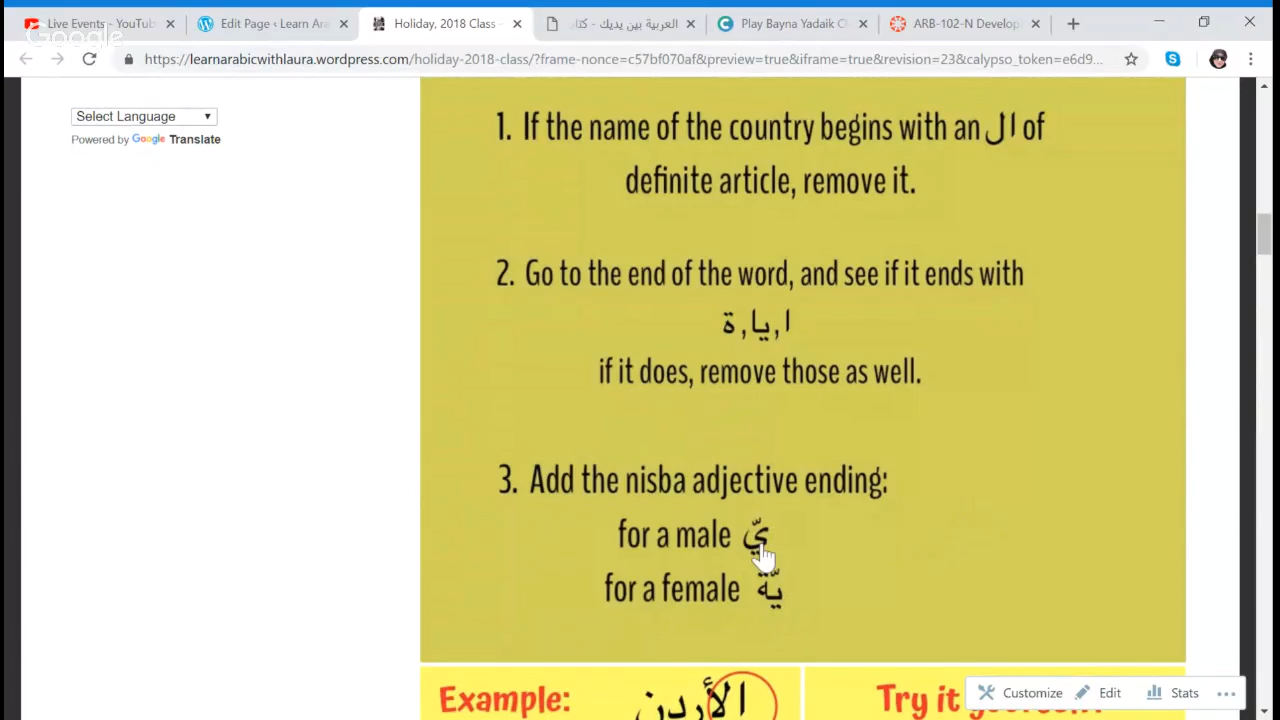 Live Events - YouTu
Edit Page ‹ Learn Ara
Holiday, 2018 Class –
العربية بين يديك - كتا
Play Bayna Yadaik C
ARB-102-N Develop
Google
https://learnarabicwithlaura.wordpress.com/holiday-2018-class/?frame-nonce=c57bf070af&preview=true&iframe=true&revision=23&calypso_token=e6d9...
Select Language
Powered by Google Translate
1. If the name of the country begins with an ال of
definite article, remove it.
2. Go to the end of the word, and see if it ends with
ا , يا , ة
if it does, remove those as well.
3. Add the nisba adjective ending:
for a male يّ
for a female يّة
Example: الأردن
Try it
Customize Edit Stats ...